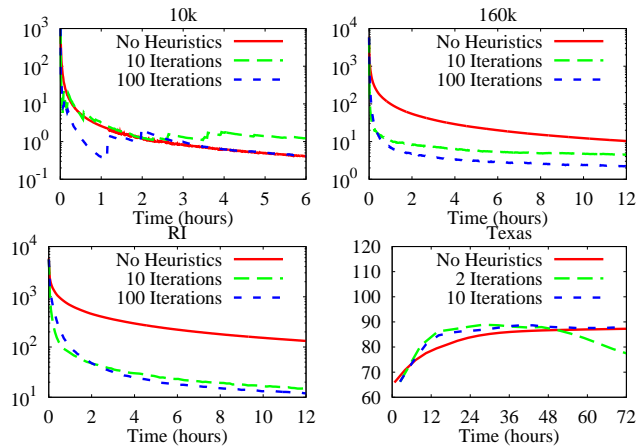 10k
No Heuristics
10 Iterations
100 Iterations
10^3
10^2
10^1
10^0
10^-1
0 1 2 3 4 5 6
Time (hours)
160k
No Heuristics
10 Iterations
100 Iterations
10^4
10^3
10^2
10^1
10^0
0 2 4 6 8 10 12
Time (hours)
RI
No Heuristics
10 Iterations
100 Iterations
10^4
10^3
10^2
10^1
0 2 4 6 8 10 12
Time (hours)
Texas
No Heuristics
2 Iterations
10 Iterations
120
110
100
90
80
70
60
0 12 24 36 48 60 72
Time (hours)